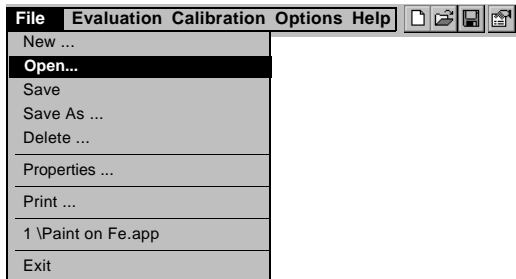 File Evaluation Calibration Options Help
New ...
Open...
Save
Save As ...
Delete ...
Properties ...
Print ...
1 \Paint on Fe.app
Exit